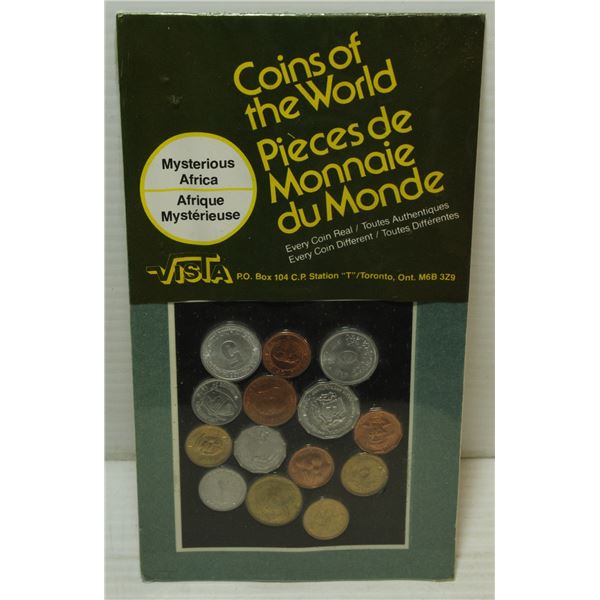 Coins of
the World
Pièces de
Monnaie
du Monde
Mysterious
Africa
Afrique
Mystérieuse
Every Coin Real / Toutes Authentiques
Every Coin Different / Toutes Différentes
VISTA P.O. Box 104 C.P. Station "T"/Toronto, Ont. M6B 3Z9